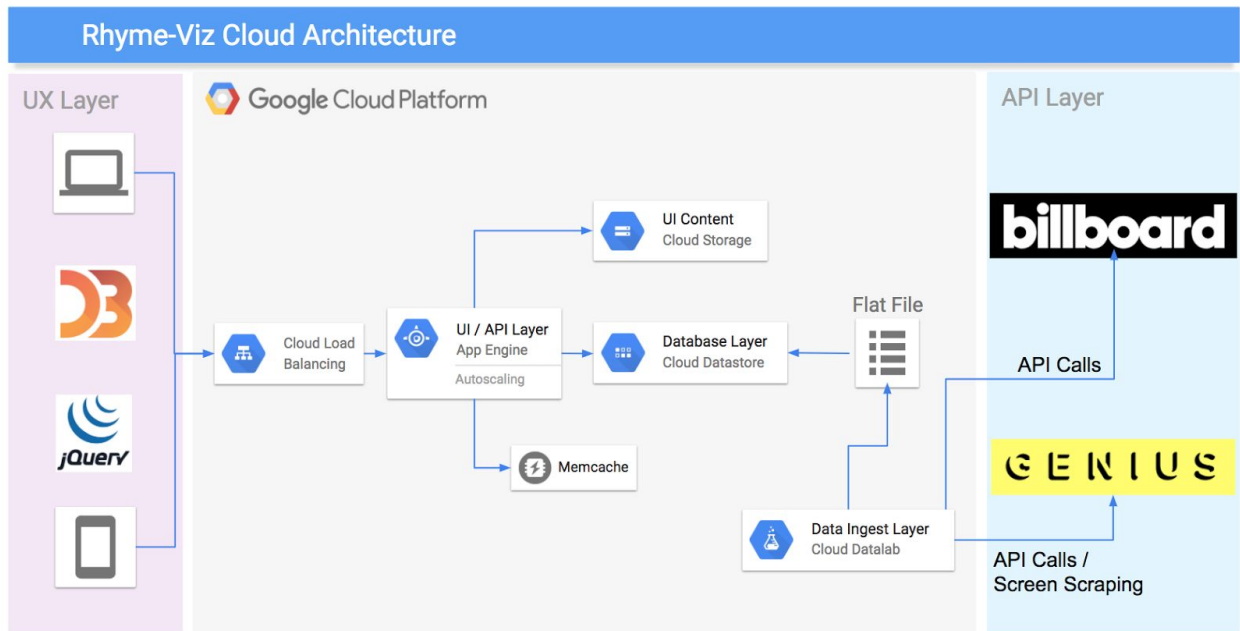 Rhyme-Viz Cloud Architecture
UX Layer
Google Cloud Platform
API Layer
UI Content
Cloud Storage
billboard
D3
Flat File
Cloud Load
Balancing
UI / API Layer
App Engine
Autoscaling
Database Layer
Cloud Datastore
API Calls
jQuery
Memcache
GENIUS
Data Ingest Layer
Cloud Datalab
API Calls /
Screen Scraping